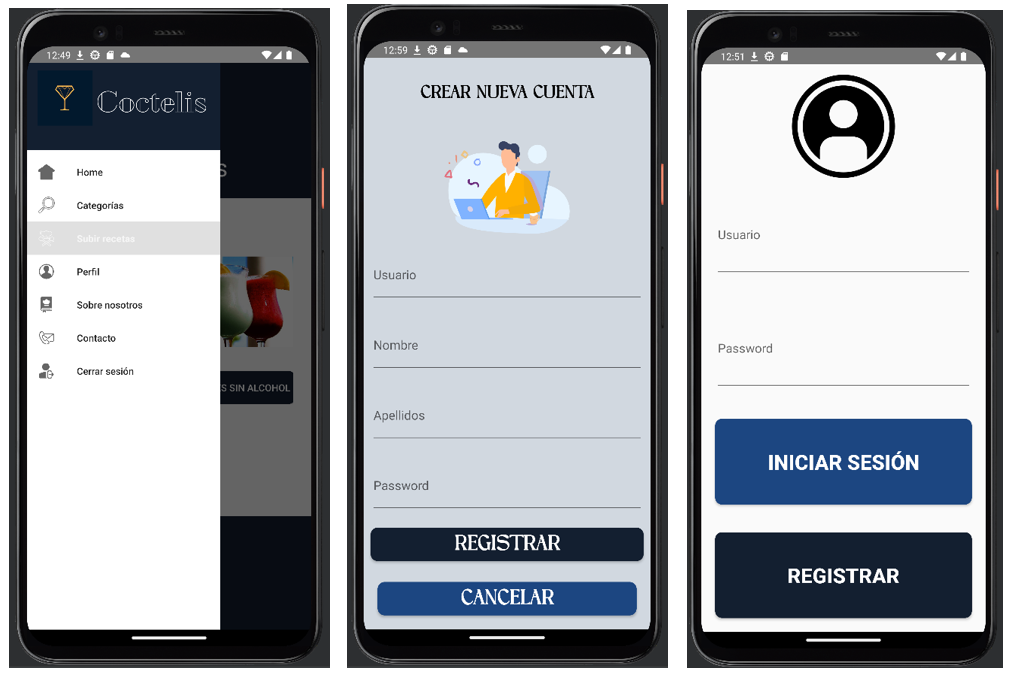 12:49
Coctelis
S
Home
Categorías
Subir recetas
Perfil
Sobre nosotros
Contacto
Cerrar sesión
S SIN ALCOHOL
12:59
CREAR NUEVA CUENTA
Usuario
Nombre
Apellidos
Password
REGISTRAR
CANCELAR
12:51
Usuario
Password
INICIAR SESIÓN
REGISTRAR